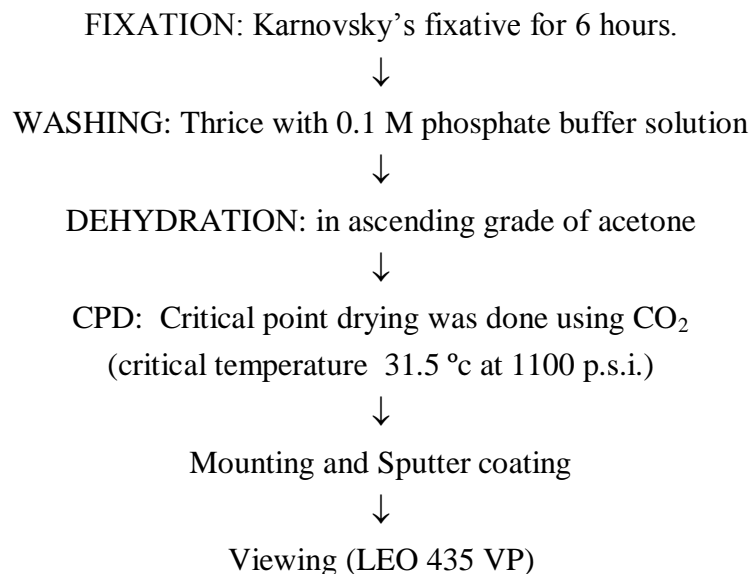 FIXATION: Karnovsky’s fixative for 6 hours.
↓
WASHING: Thrice with 0.1 M phosphate buffer solution
↓
DEHYDRATION: in ascending grade of acetone
↓
CPD: Critical point drying was done using CO₂
(critical temperature 31.5 ºc at 1100 p.s.i.)
↓
Mounting and Sputter coating
↓
Viewing (LEO 435 VP)